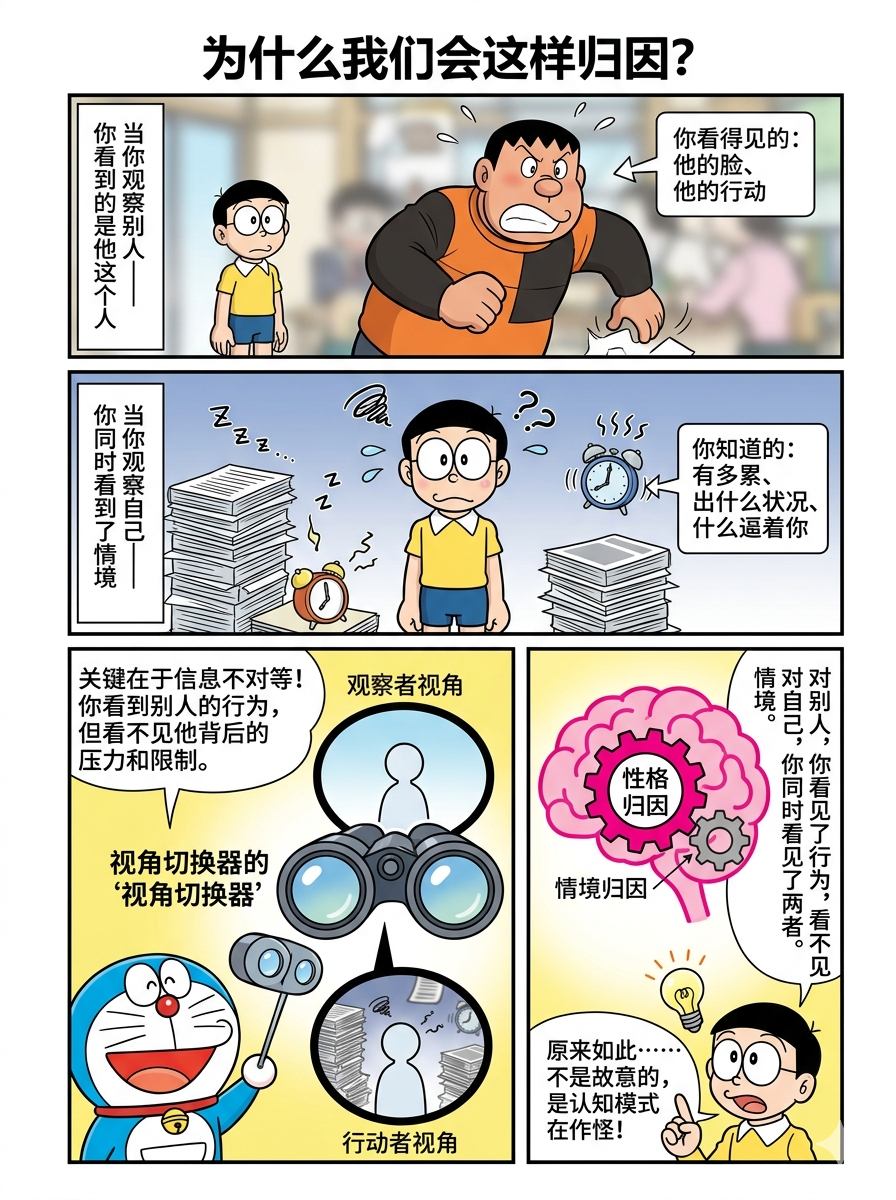 为什么我们会这样归因？
当你观察别人——
你看到的是他这个人
你看得见的：
他的脸、
他的行动
当你观察自己——
你同时看到了情境
Z Z Z Z...
Z Z Z
??
你知道的：
有多累、
出什么状况、
什么逼着你
关键在于信息不对等！
你看到别人的行为，
但看不见他背后的
压力和限制。
观察者视角
视角切换器的
‘视角切换器’
行动者视角
对别人，你看见了行为，看不见
对自己，你同时看见了两者。
情境。
性格
归因
情境归因
原来如此……
不是故意的，
是认知模式
在作怪！